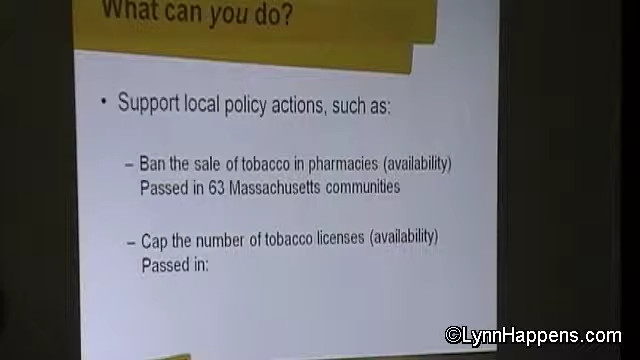 What can you do?
• Support local policy actions, such as:
– Ban the sale of tobacco in pharmacies (availability)
Passed in 63 Massachusetts communities
– Cap the number of tobacco licenses (availability)
Passed in:
©LynnHappens.com